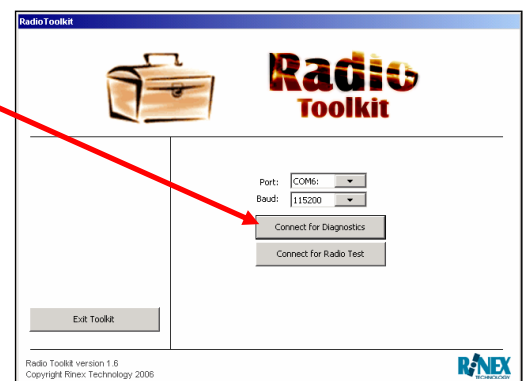 RadioToolkit
Radio
Toolkit
Port: COM6:
Baud: 115200
Connect for Diagnostics
Connect for Radio Test
Exit Toolkit
Radio Toolkit version 1.6
Copyright Rinex Technology 2006
RiNEX
TECHNOLOGY